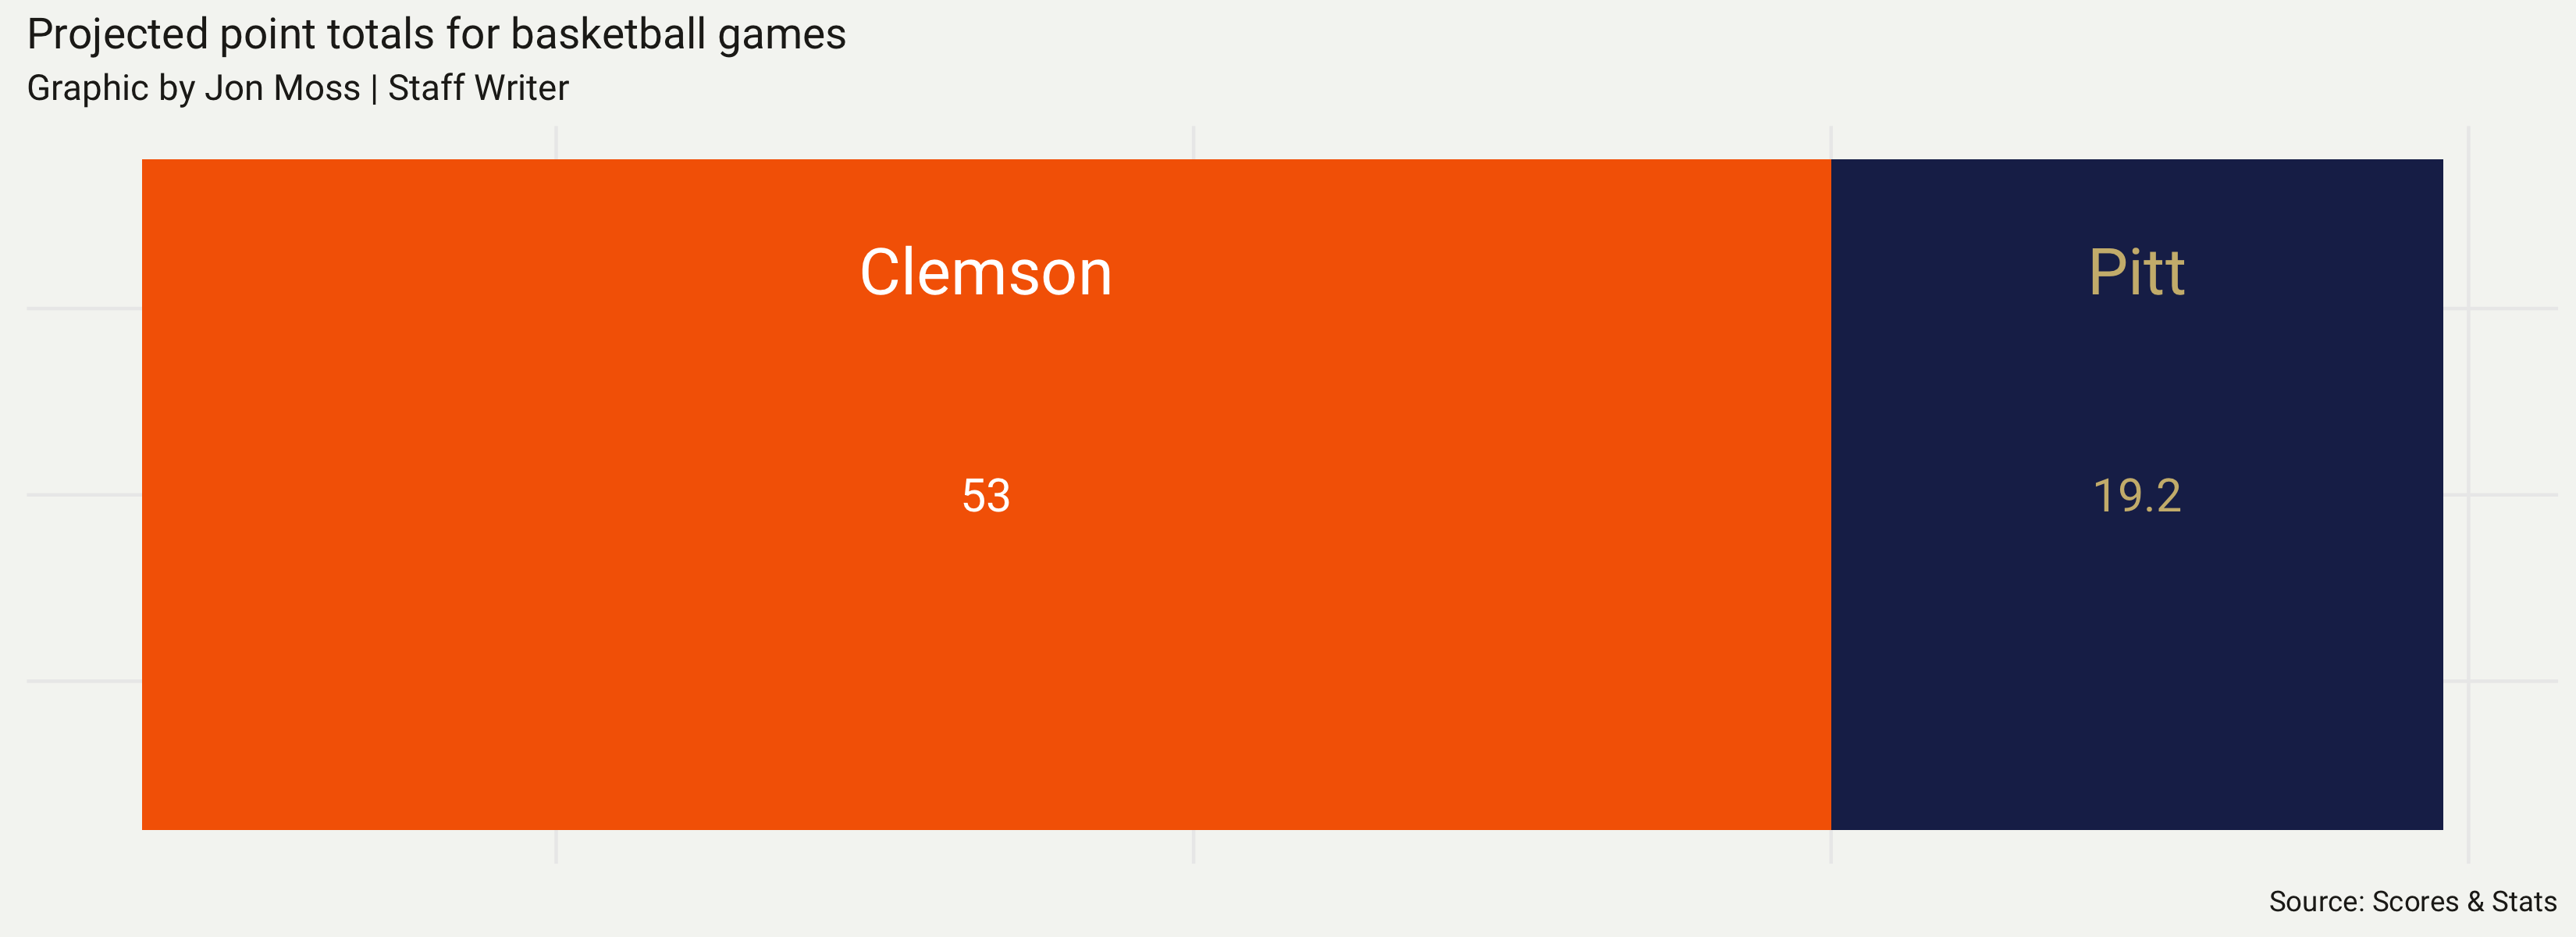 Projected point totals for basketball games
Graphic by Jon Moss | Staff Writer
Clemson
Pitt
53
19.2
Source: Scores & Stats